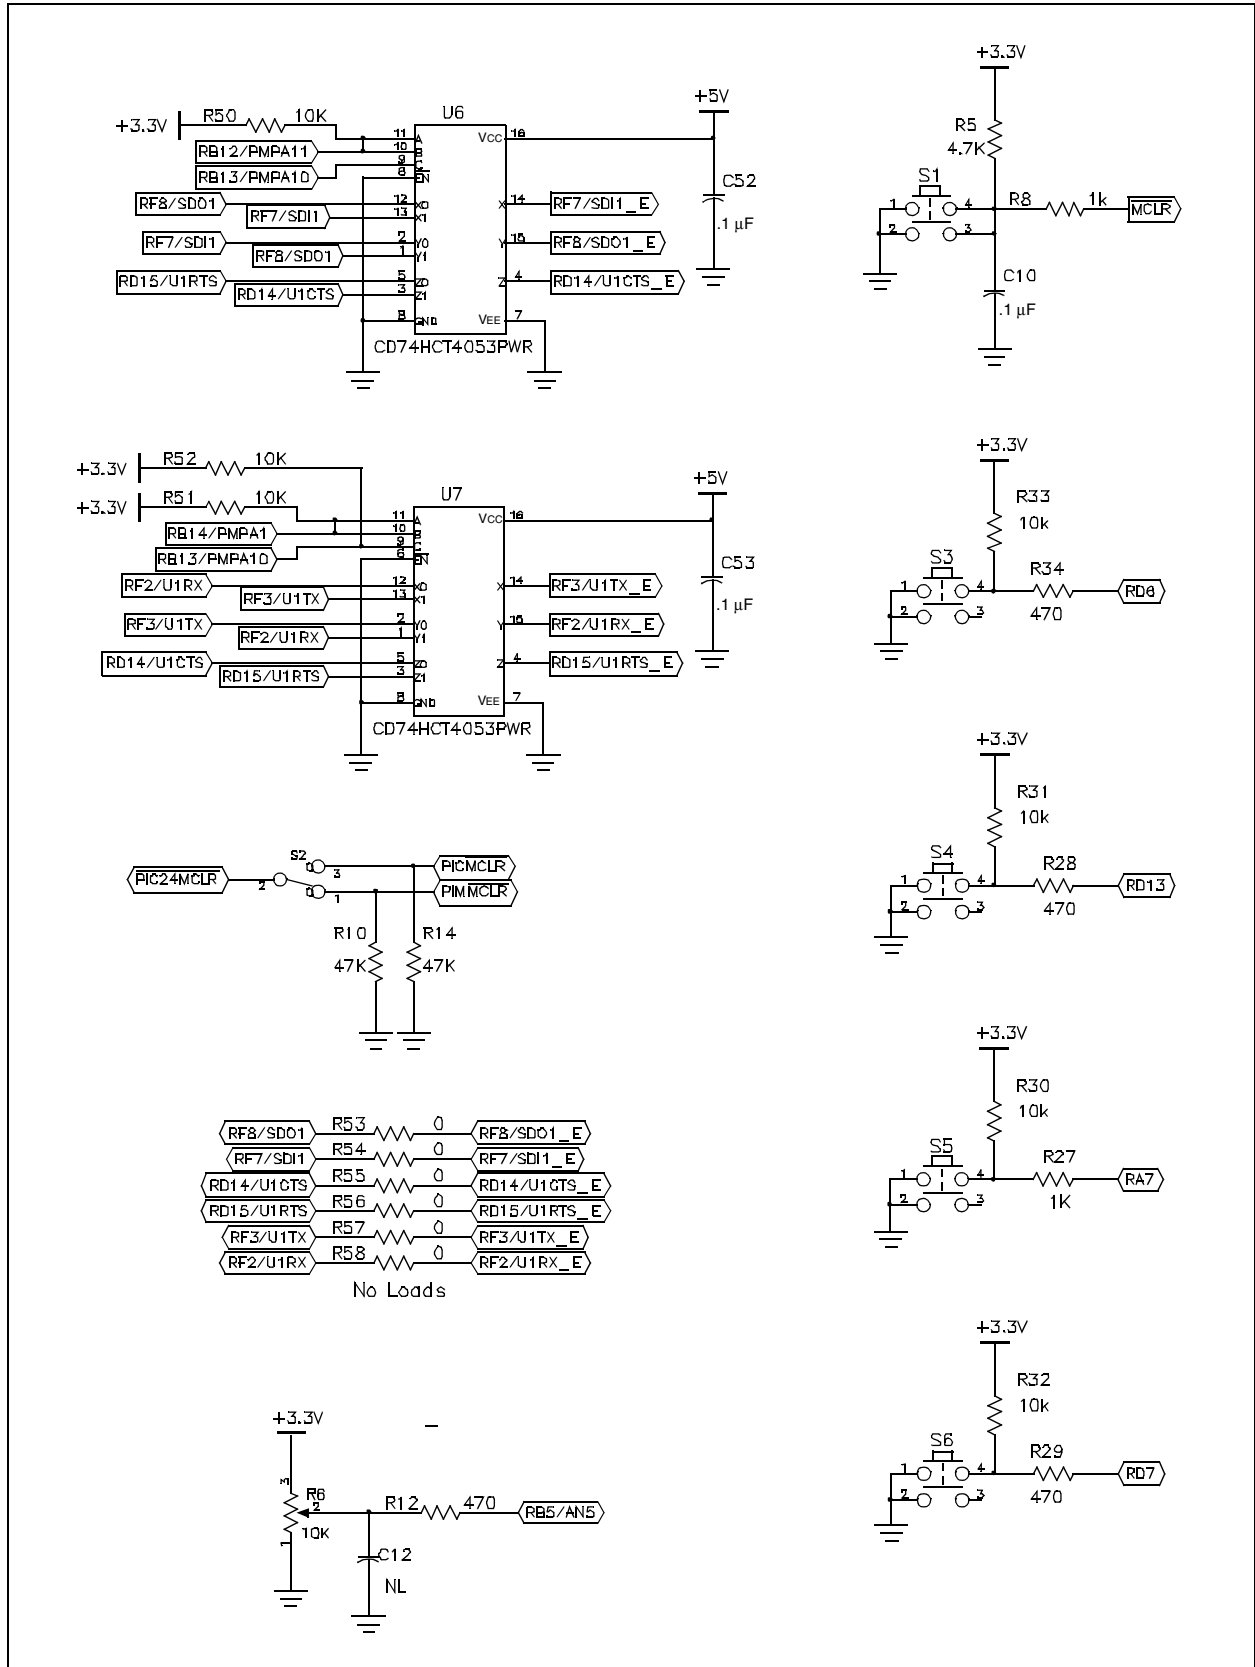 +3.3V
R50 10K
U6
+5V
11 A
VCC 16
RB12/PMPA11
10 B
RB13/PMPA10
9 C
6 EN
RF8/SDO1
12 X0
X 14
RF7/SDI1_E
RF7/SDI1
13 X1
RF7/SDI1
2 Y0
Y 15
RF8/SDO1_E
RF8/SDO1
1 Y1
RD15/U1RTS
5 Z0
Z 4
RD14/U1CTS_E
RD14/U1CTS
3 Z1
8 GND
VEE 7
CD74HCT4053PWR
C52
.1 µF
+3.3V
R5
4.7K
S1
1 4
2 3
R8 1k
MCLR
C10
.1 µF
+3.3V
R52 10K
+3.3V
R51 10K
U7
+5V
11 A
VCC 16
RB14/PMPA1
10 B
RB13/PMPA10
9 C
6 EN
RF2/U1RX
12 X0
X 14
RF3/U1TX_E
RF3/U1TX
13 X1
RF3/U1TX
2 Y0
Y 15
RF2/U1RX_E
RF2/U1RX
1 Y1
RD14/U1CTS
5 Z0
Z 4
RD15/U1RTS_E
RD15/U1RTS
3 Z1
8 GND
VEE 7
CD74HCT4053PWR
C53
.1 µF
+3.3V
R33
10k
S3
1 4
2 3
R34
470
RD6
+3.3V
R31
10k
S4
1 4
2 3
R28
470
RD13
PIC24MCLR
S2
2
3
1
PICMCLR
PIMMCLR
R10
47K
R14
47K
+3.3V
R30
10k
S5
1 4
2 3
R27
1K
RA7
RF8/SDO1 R53 0 RF8/SDO1_E
RF7/SDI1 R54 0 RF7/SDI1_E
RD14/U1CTS R55 0 RD14/U1CTS_E
RD15/U1RTS R56 0 RD15/U1RTS_E
RF3/U1TX R57 0 RF3/U1TX_E
RF2/U1RX R58 0 RF2/U1RX_E
No Loads
+3.3V
R32
10k
S6
1 4
2 3
R29
470
RD7
+3.3V
3
R6
2
10K
1
R12 470
RB5/AN5
C12
NL